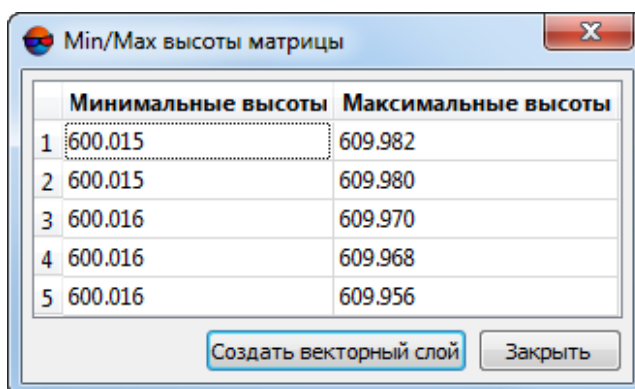 Min/Max высоты матрицы
Минимальные высоты Максимальные высоты
1 600.015 609.982
2 600.015 609.980
3 600.016 609.970
4 600.016 609.968
5 600.016 609.956
Создать векторный слой Закрыть